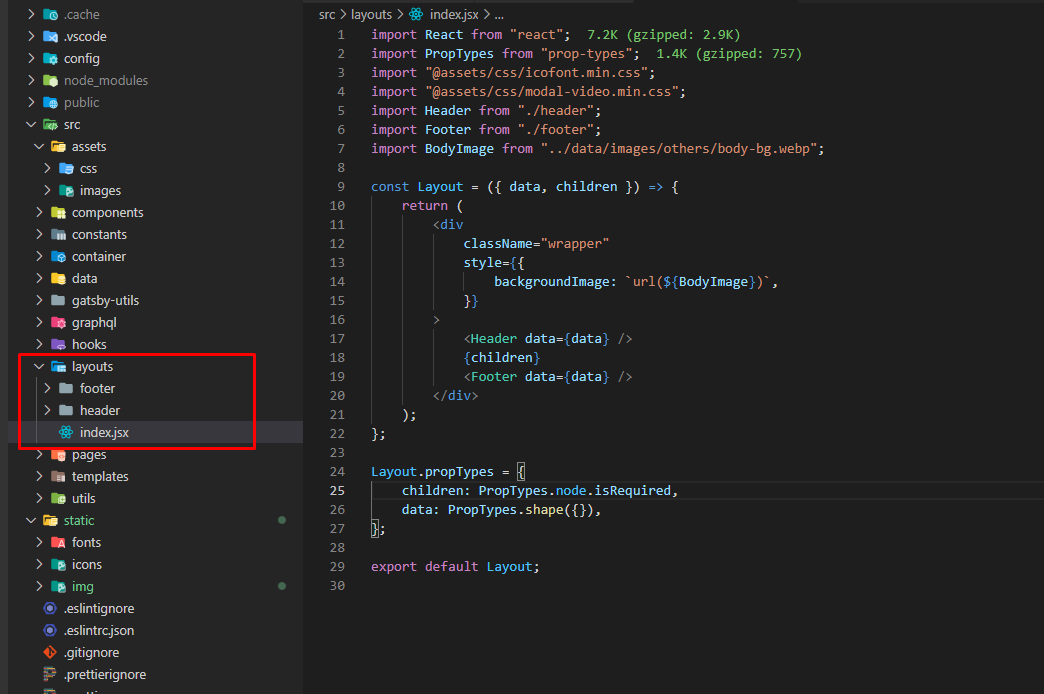 .cache
.vscode
config
node_modules
public
src
assets
css
images
components
constants
container
data
gatsby-utils
graphql
hooks
layouts
footer
header
index.jsx
pages
templates
utils
static
fonts
icons
img
.eslintignore
.eslintrc.json
.gitignore
.prettierignore
src > layouts > index.jsx > ...
1 import React from "react"; 7.2K (gzipped: 2.9K)
2 import PropTypes from "prop-types"; 1.4K (gzipped: 757)
3 import "@assets/css/icofont.min.css";
4 import "@assets/css/modal-video.min.css";
5 import Header from "./header";
6 import Footer from "./footer";
7 import BodyImage from "../data/images/others/body-bg.webp";
8
9 const Layout = ({ data, children }) => {
10     return (
11         <div
12             className="wrapper"
13             style={{
14                 backgroundImage: `url(${BodyImage})`,
15             }}
16         >
17             <Header data={data} />
18             {children}
19             <Footer data={data} />
20         </div>
21     );
22 };
23
24 Layout.propTypes = {
25     children: PropTypes.node.isRequired,
26     data: PropTypes.shape({}),
27 };
28
29 export default Layout;
30